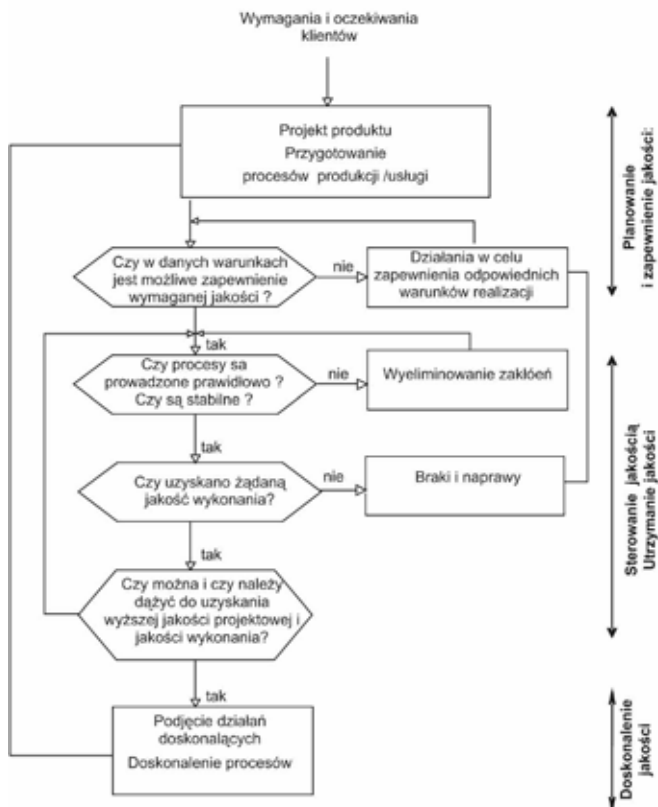 Wymagania i oczekiwania
klientów
Projekt produktu
Przygotowanie
procesów produkcji /usługi
Czy w danych warunkach
jest możliwe zapewnienie
wymaganej jakości ?
nie
Działania w celu
zapewnienia odpowiednich
warunków realizacji
tak
Czy procesy sa
prowadzone prawidłowo ?
Czy są stabilne ?
nie
Wyeliminowanie zaklóeń
tak
Czy uzyskano żądaną
jakość wykonania?
nie
Braki i naprawy
tak
Czy można i czy należy
dążyć do uzyskania
wyższej jakości projektowej i
jakości wykonania?
tak
Podjęcie działań
doskonalących
Doskonalenie procesów
Planowanie
i zapewnienie jakości:
Sterowanie jakością
Utrzymanie jakości
Doskonalenie
jakości